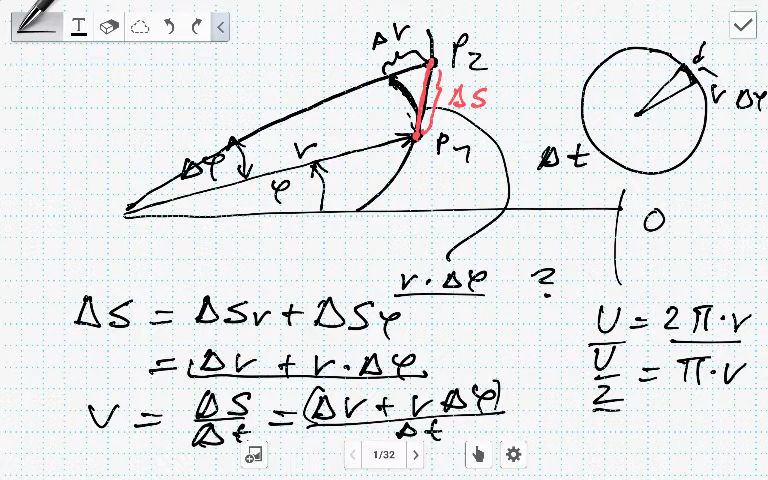 T
Δr
P2
ΔS
d
r Δφ
P1
Δφ
r
φ
Δt
0
r · Δφ ?
ΔS = ΔSr + ΔSφ
= Δr + r · Δφ
v = ΔS/Δt = (Δr + r Δφ)/Δt
U = 2π · r
U/2 = π · r
1/32